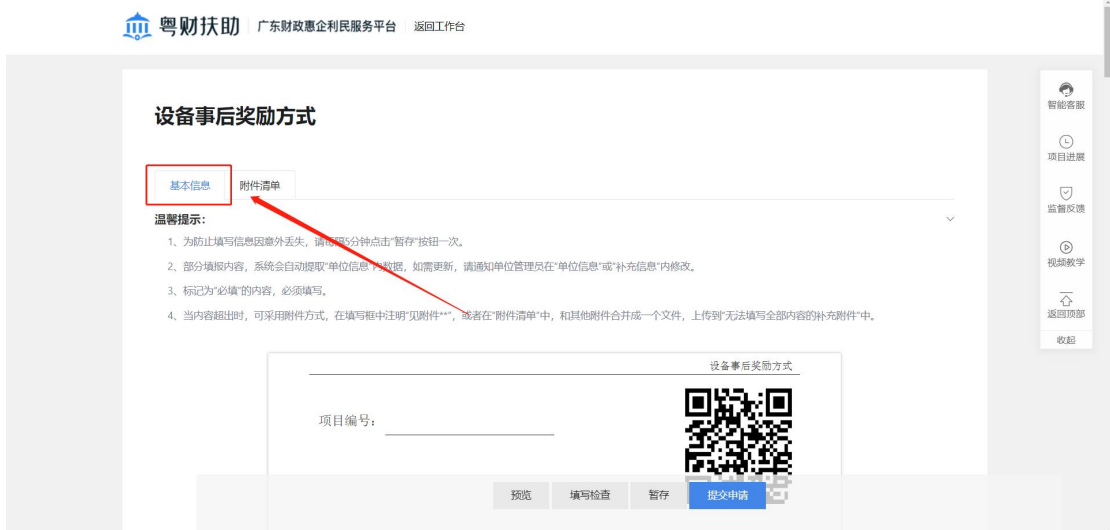 粤财扶助 广东财政惠企利民服务平台 返回工作台
设备事后奖励方式
基本信息 附件清单
温馨提示：
1、为防止填写信息因意外丢失，请每隔5分钟点击“暂存”按钮一次。
2、部分填报内容，系统会自动提取“单位信息”内数据，如需更新，请通知单位管理员在“单位信息”或“补充信息”内修改。
3、标记为“必填”的内容，必须填写。
4、当内容超出时，可采用附件方式，在填写框中注明“见附件**”，或者在“附件清单”中，和其他附件合并成一个文件，上传到“无法填写全部内容的补充附件”中。
设备事后奖励方式
项目编号：
预览 填写检查 暂存 提交申请
智能客服
项目进展
监督反馈
视频教学
返回顶部
收起